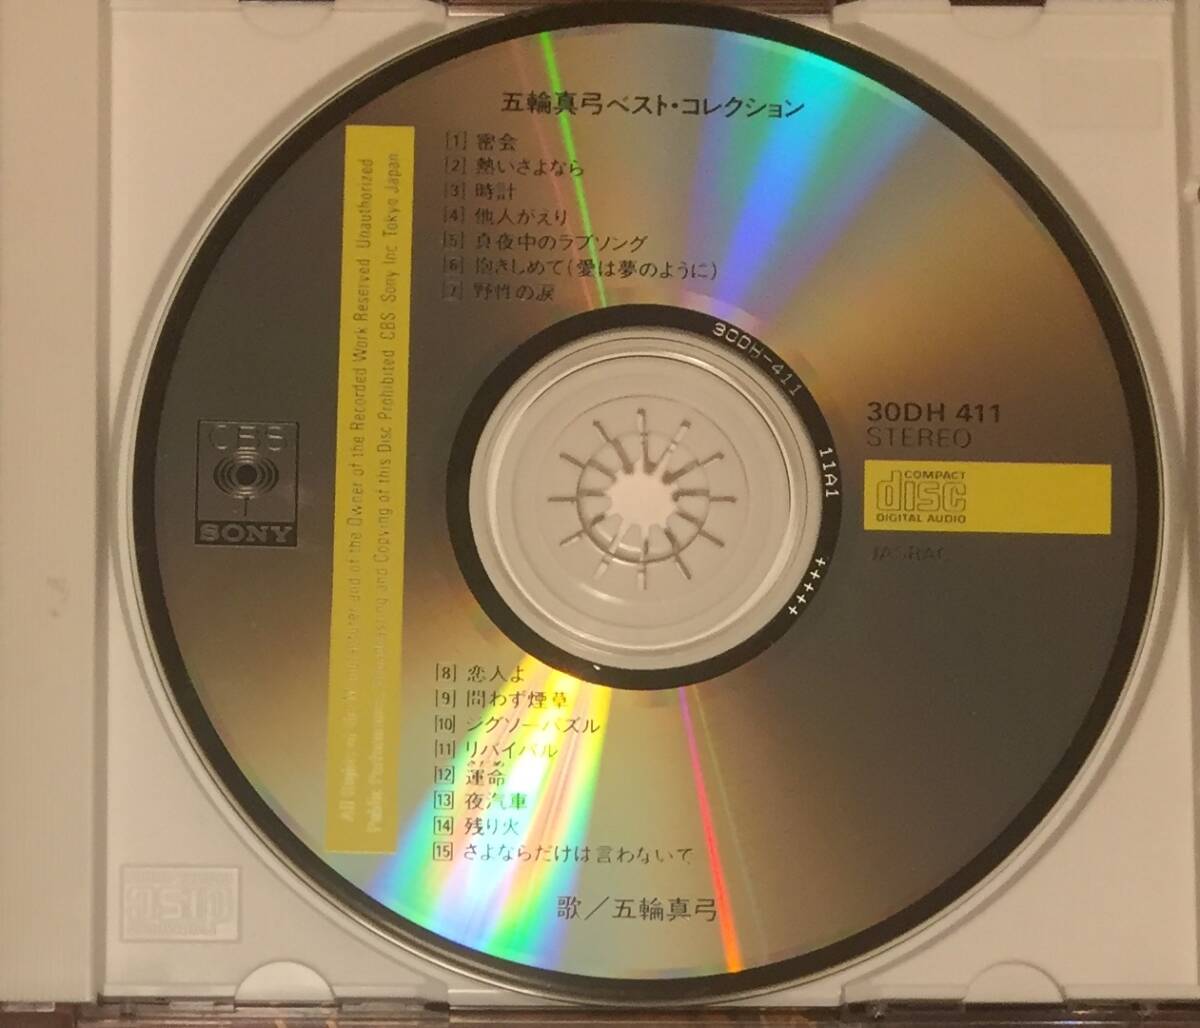 五輪真弓ベスト・コレクション
[1] 密会
[2] 熱いさよなら
[3] 時計
[4] 他人がえり
[5] 真夜中のラブソング
[6] 抱きしめて(愛は夢のように)
[7] 野性の涙
All Rights of the Manufacturer and of the Owner of the Recorded Work Reserved Unauthorized
Public Performance Broadcasting and Copying of this Disc Prohibited CBS Sony Inc. Tokyo Japan
CBS
SONY
30DH-411 11A1 +++++
30DH 411
STEREO
COMPACT
disc
DIGITAL AUDIO
JASRAC
[8] 恋人よ
[9] 問わず煙草
[10] ジグソーパズル
[11] リバイバル
さだめ
[12] 運命
[13] 夜汽車
[14] 残り火
[15] さよならだけは言わないで
歌/五輪真弓
disc